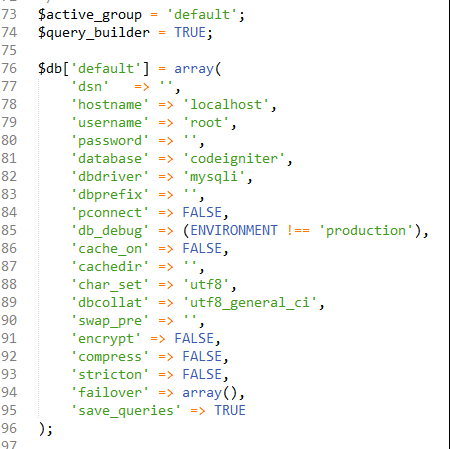 73 $active_group = 'default';
74 $query_builder = TRUE;
75
76 $db['default'] = array(
77     'dsn'   => '',
78     'hostname' => 'localhost',
79     'username' => 'root',
80     'password' => '',
81     'database' => 'codeigniter',
82     'dbdriver' => 'mysqli',
83     'dbprefix' => '',
84     'pconnect' => FALSE,
85     'db_debug' => (ENVIRONMENT !== 'production'),
86     'cache_on' => FALSE,
87     'cachedir' => '',
88     'char_set' => 'utf8',
89     'dbcollat' => 'utf8_general_ci',
90     'swap_pre' => '',
91     'encrypt' => FALSE,
92     'compress' => FALSE,
93     'stricton' => FALSE,
94     'failover' => array(),
95     'save_queries' => TRUE
96 );
97